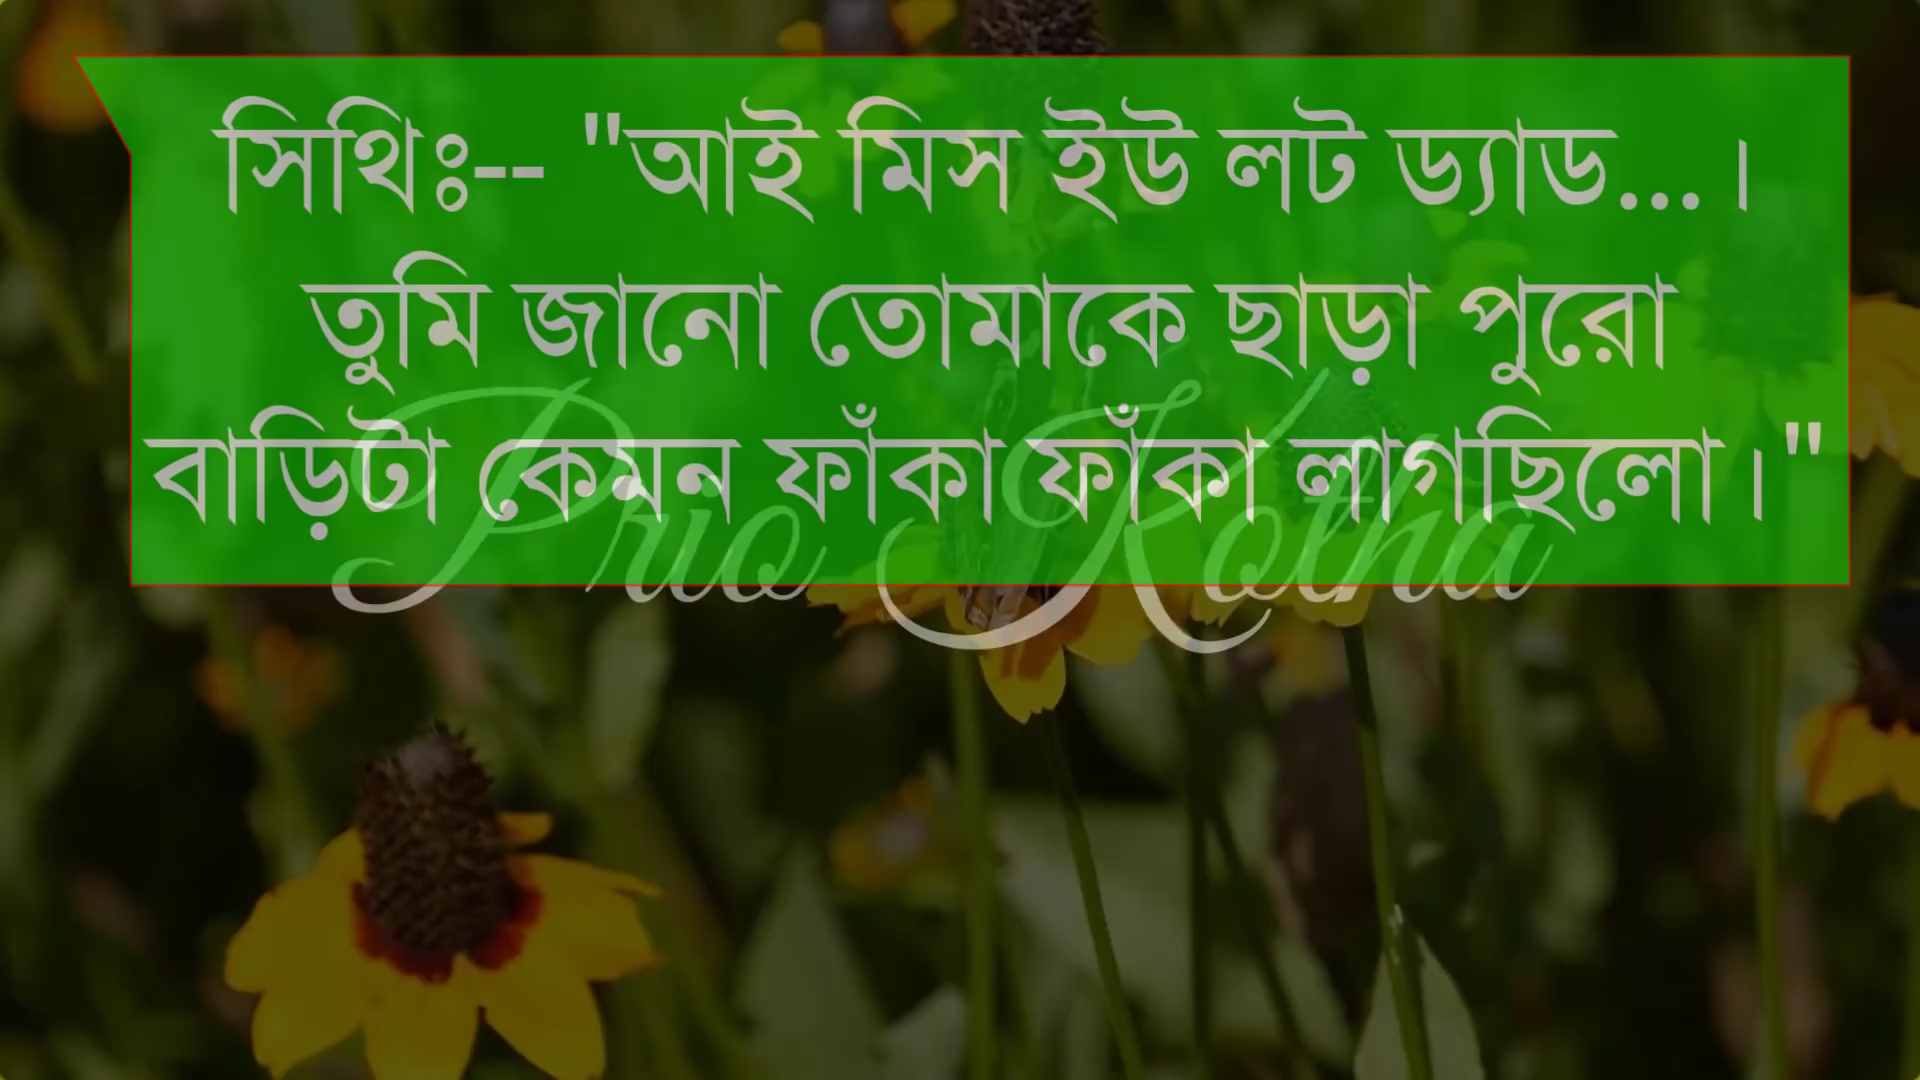 সিথিঃ-- "আই মিস ইউ লট ড্যাড...।
তুমি জানো তোমাকে ছাড়া পুরো
বাড়িটা কেমন ফাঁকা ফাঁকা লাগছিলো।"
Prio Kotha